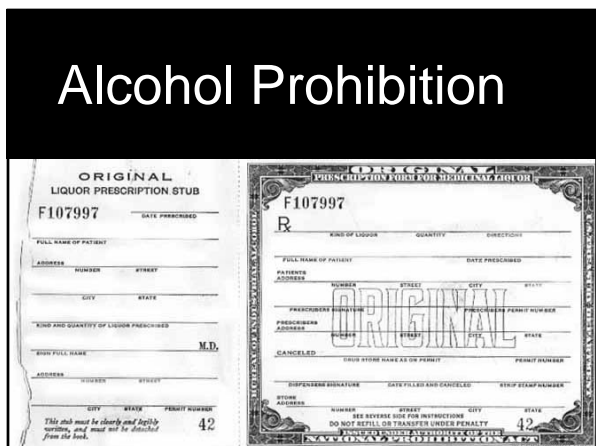 Alcohol Prohibition
ORIGINAL
LIQUOR PRESCRIPTION STUB
F107997
DATE PRESCRIBED
FULL NAME OF PATIENT
ADDRESS
NUMBER STREET
CITY STATE
KIND AND QUANTITY OF LIQUOR PRESCRIBED
M.D.
SIGN FULL NAME
ADDRESS
NUMBER STREET
CITY STATE PERMIT NUMBER
This stub must be clearly and legibly
written, and must not be detached
from the book.
42
ORIGINAL
PRESCRIPTION FORM FOR MEDICINAL LIQUOR
F107997
Rx
KIND OF LIQUOR QUANTITY DIRECTIONS
FULL NAME OF PATIENT DATE PRESCRIBED
PATIENTS
ADDRESS
NUMBER STREET CITY STATE
ORIGINAL
PRESCRIBERS SIGNATURE PRESCRIBERS PERMIT NUMBER
PRESCRIBERS
ADDRESS
NUMBER STREET CITY STATE
CANCELED
DRUG STORE NAME AS ON PERMIT PERMIT NUMBER
DISPENSERS SIGNATURE DATE FILLED AND CANCELLED STRIP STAMP NUMBER
STORE
ADDRESS
NUMBER STREET CITY STATE
SEE REVERSE SIDE FOR INSTRUCTIONS
DO NOT REFILL OR TRANSFER UNDER PENALTY
42
BUREAU OF INDUSTRIAL ALCOHOL
ISSUED UNDER AUTHORITY OF THE
NATIONAL PROHIBITION ACT